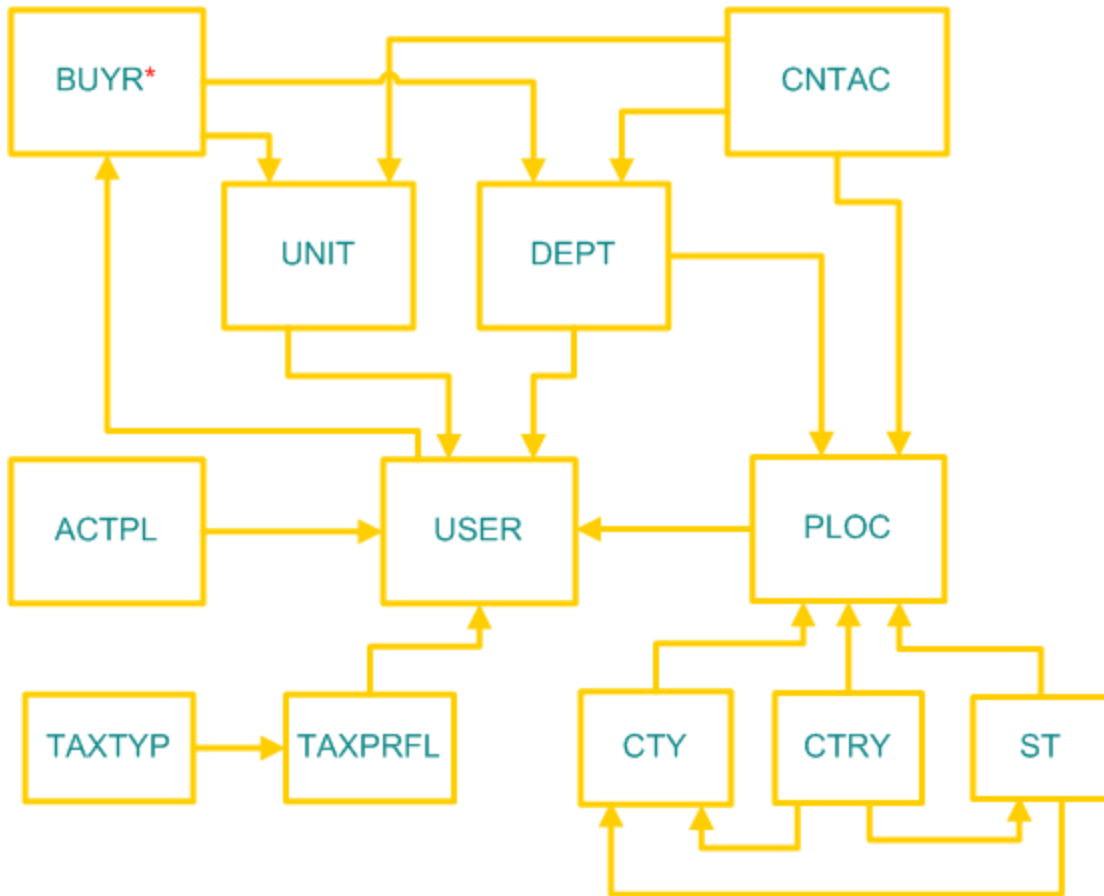 BUYR*
CNTAC
UNIT
DEPT
ACTPL
USER
PLOC
TAXTYP
TAXPRFL
CTY
CTRY
ST